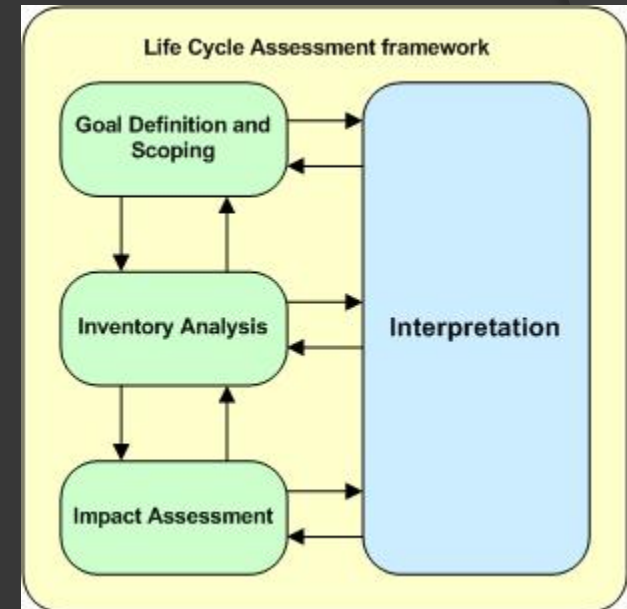 Life Cycle Assessment framework
Goal Definition and
Scoping
Inventory Analysis
Interpretation
Impact Assessment